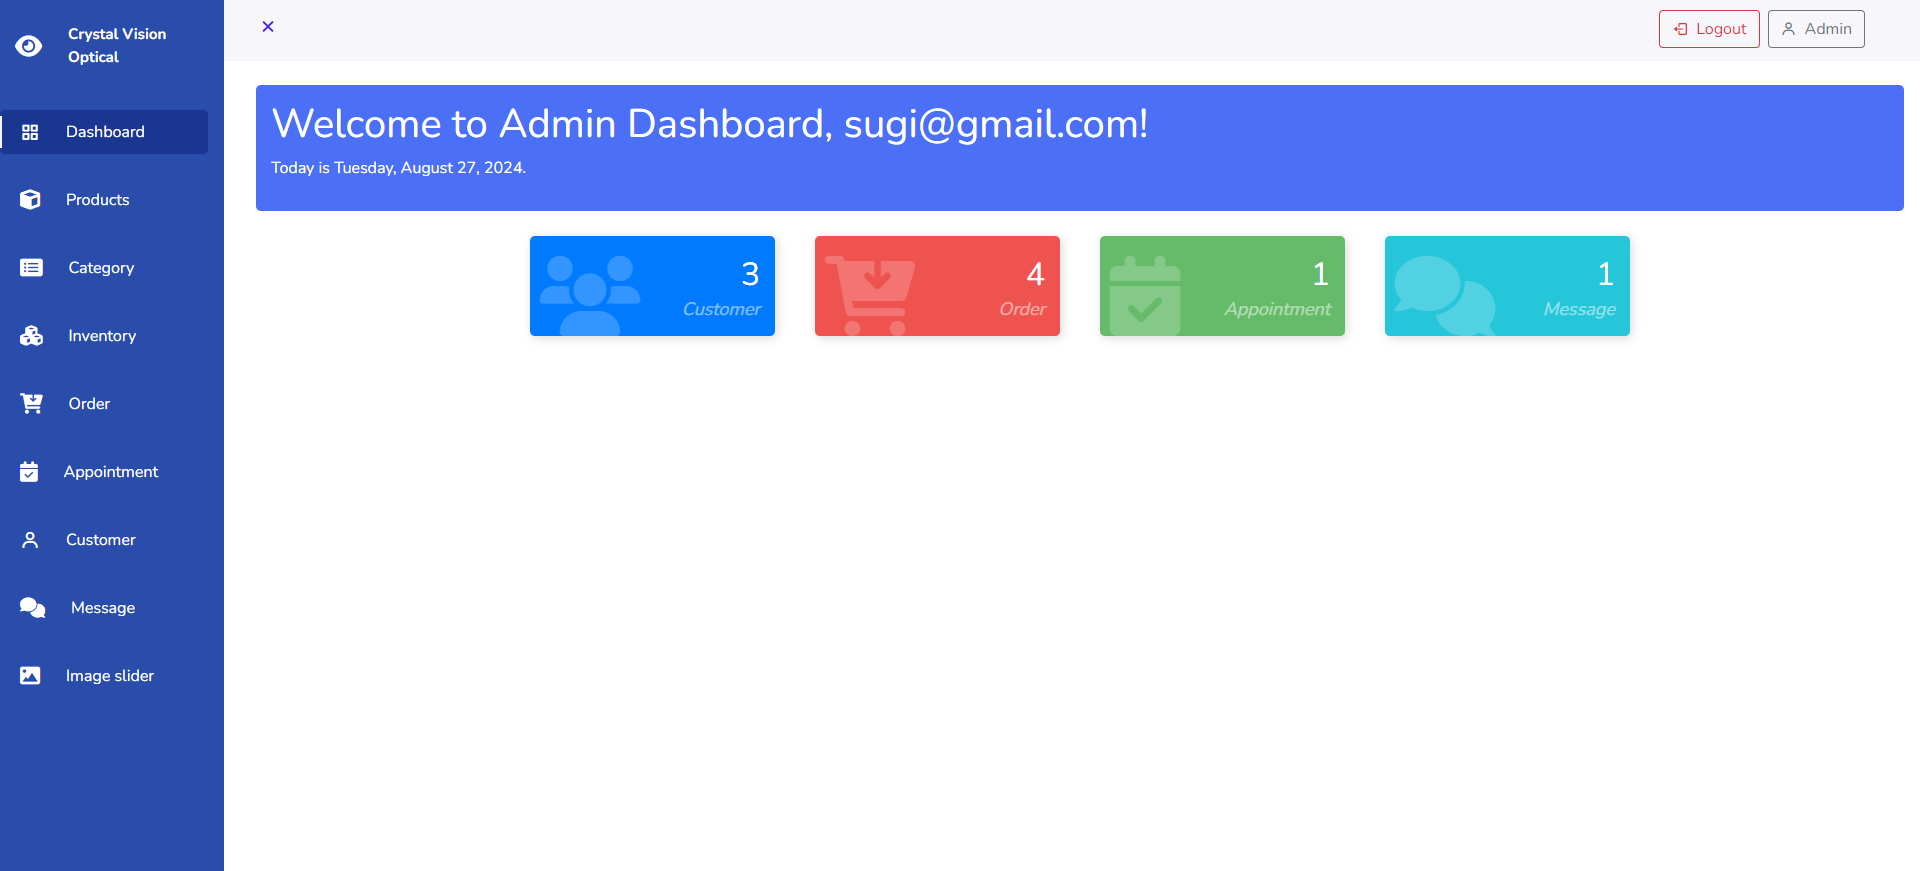 Crystal Vision
Optical
Dashboard
Products
Category
Inventory
Order
Appointment
Customer
Message
Image slider
Logout
Admin
Welcome to Admin Dashboard, sugi@gmail.com!
Today is Tuesday, August 27, 2024.
3
Customer
4
Order
1
Appointment
1
Message